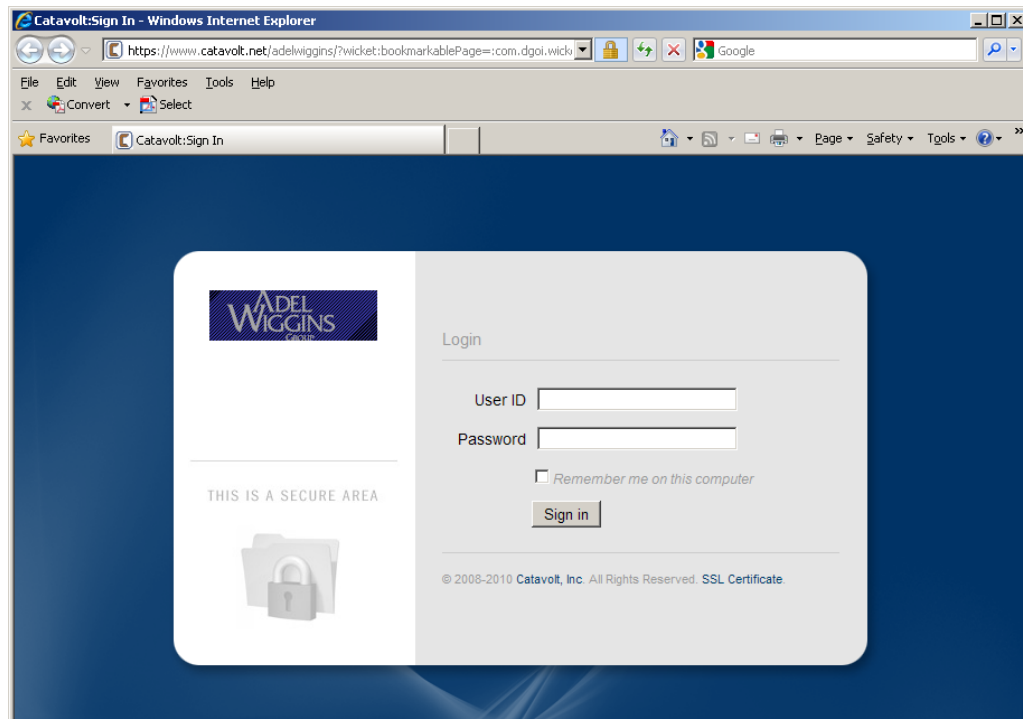 Catavolt:Sign In - Windows Internet Explorer
https://www.catavolt.net/adelwiggins/?wicket:bookmarkablePage=:com.dgoi.wick
Google
File Edit View Favorites Tools Help
x Convert Select
Favorites Catavolt:Sign In Page Safety Tools »
ADEL
WIGGINS
GROUP
Login
User ID
Password
Remember me on this computer
Sign in
THIS IS A SECURE AREA
© 2008-2010 Catavolt, Inc. All Rights Reserved. SSL Certificate.